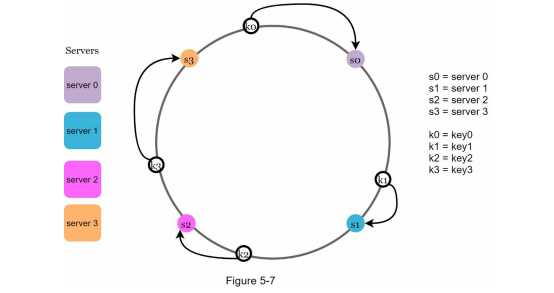 Servers
server 0
server 1
server 2
server 3
k0
s3
s0
k3
k1
s2
s1
k2
s0 = server 0
s1 = server 1
s2 = server 2
s3 = server 3
k0 = key0
k1 = key1
k2 = key2
k3 = key3
Figure 5-7